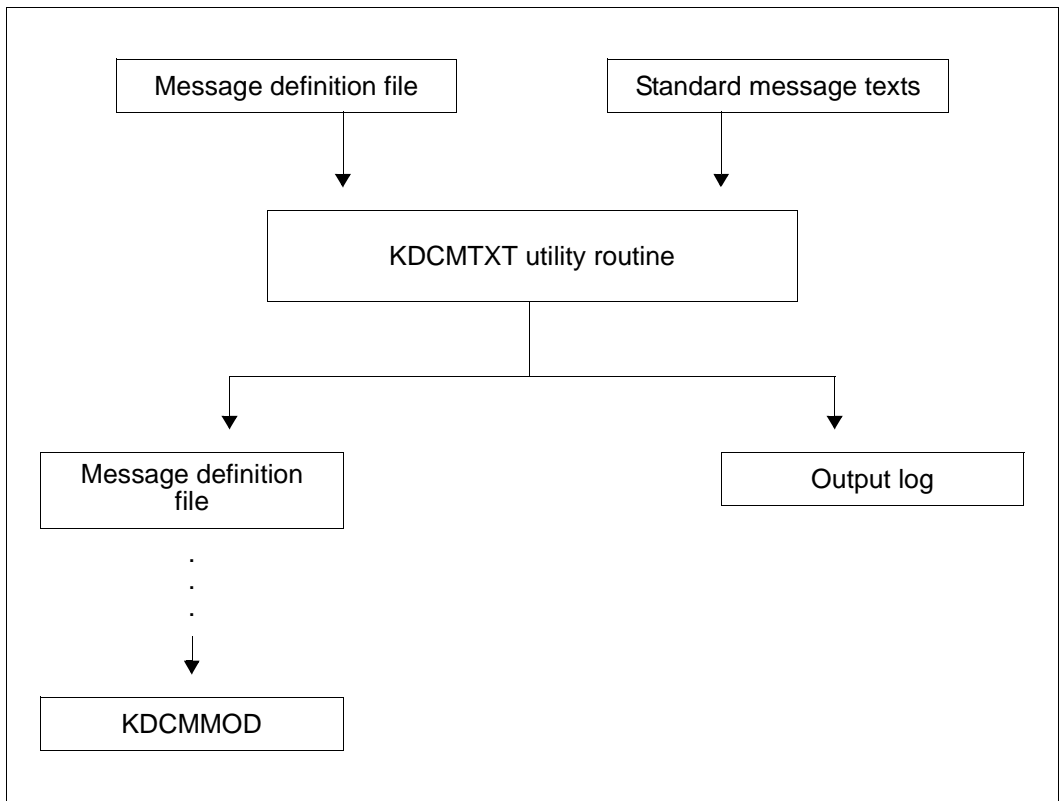 Message definition file
Standard message texts
KDCMTXT utility routine
Message definition
file
Output log
.
.
.
KDCMMOD